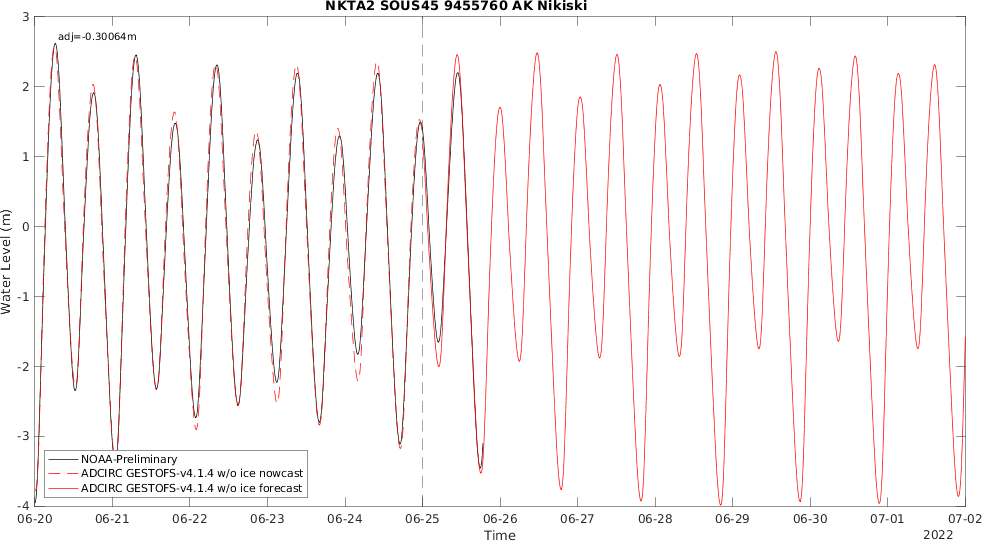 NKTA2 SOUS45 9455760 AK Nikiski
adj=-0.30064m
3
2
1
0
-1
-2
-3
-4
Water Level (m)
NOAA-Preliminary
ADCIRC GESTOFS-v4.1.4 w/o ice nowcast
ADCIRC GESTOFS-v4.1.4 w/o ice forecast
06-20 06-21 06-22 06-23 06-24 06-25 06-26 06-27 06-28 06-29 06-30 07-01 07-02
Time
2022